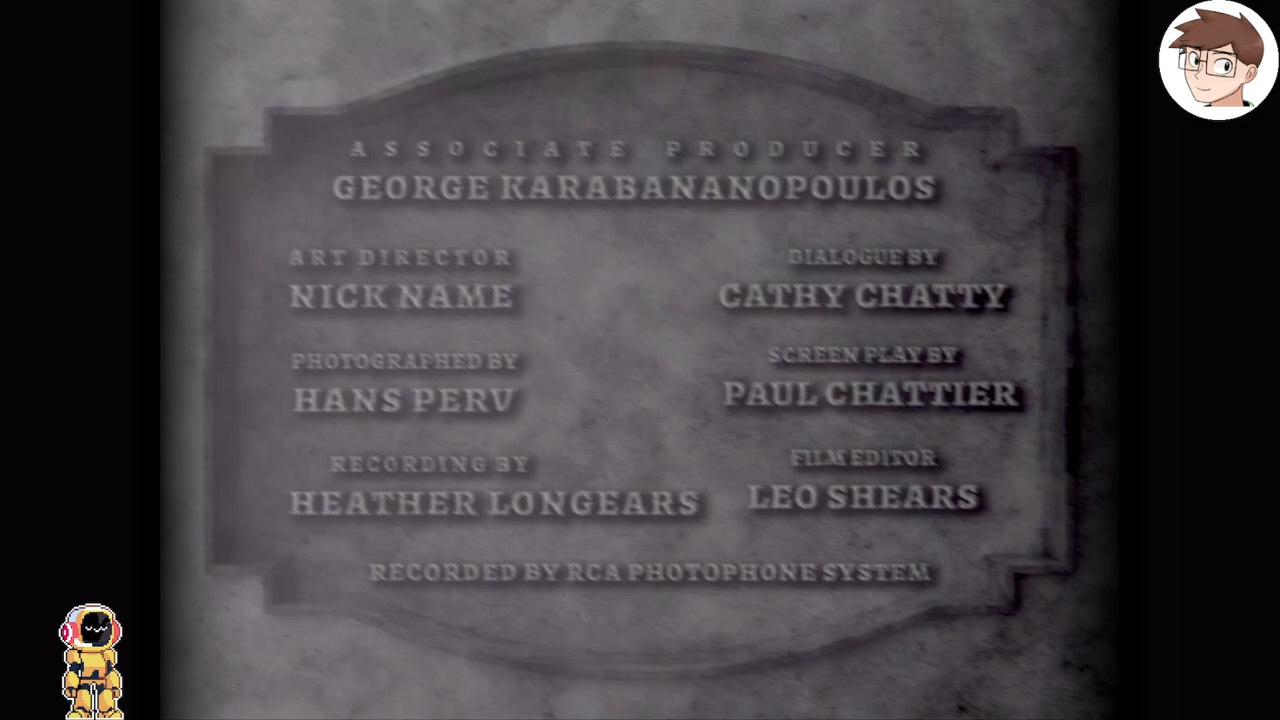 ASSOCIATE PRODUCER
GEORGE KARABANANOPOULOS
ART DIRECTOR
NICK NAME
DIALOGUE BY
CATHY CHATTY
PHOTOGRAPHED BY
HANS PERV
SCREEN PLAY BY
PAUL CHATTIER
RECORDING BY
HEATHER LONGEARS
FILM EDITOR
LEO SHEARS
RECORDED BY RCA PHOTOPHONE SYSTEM